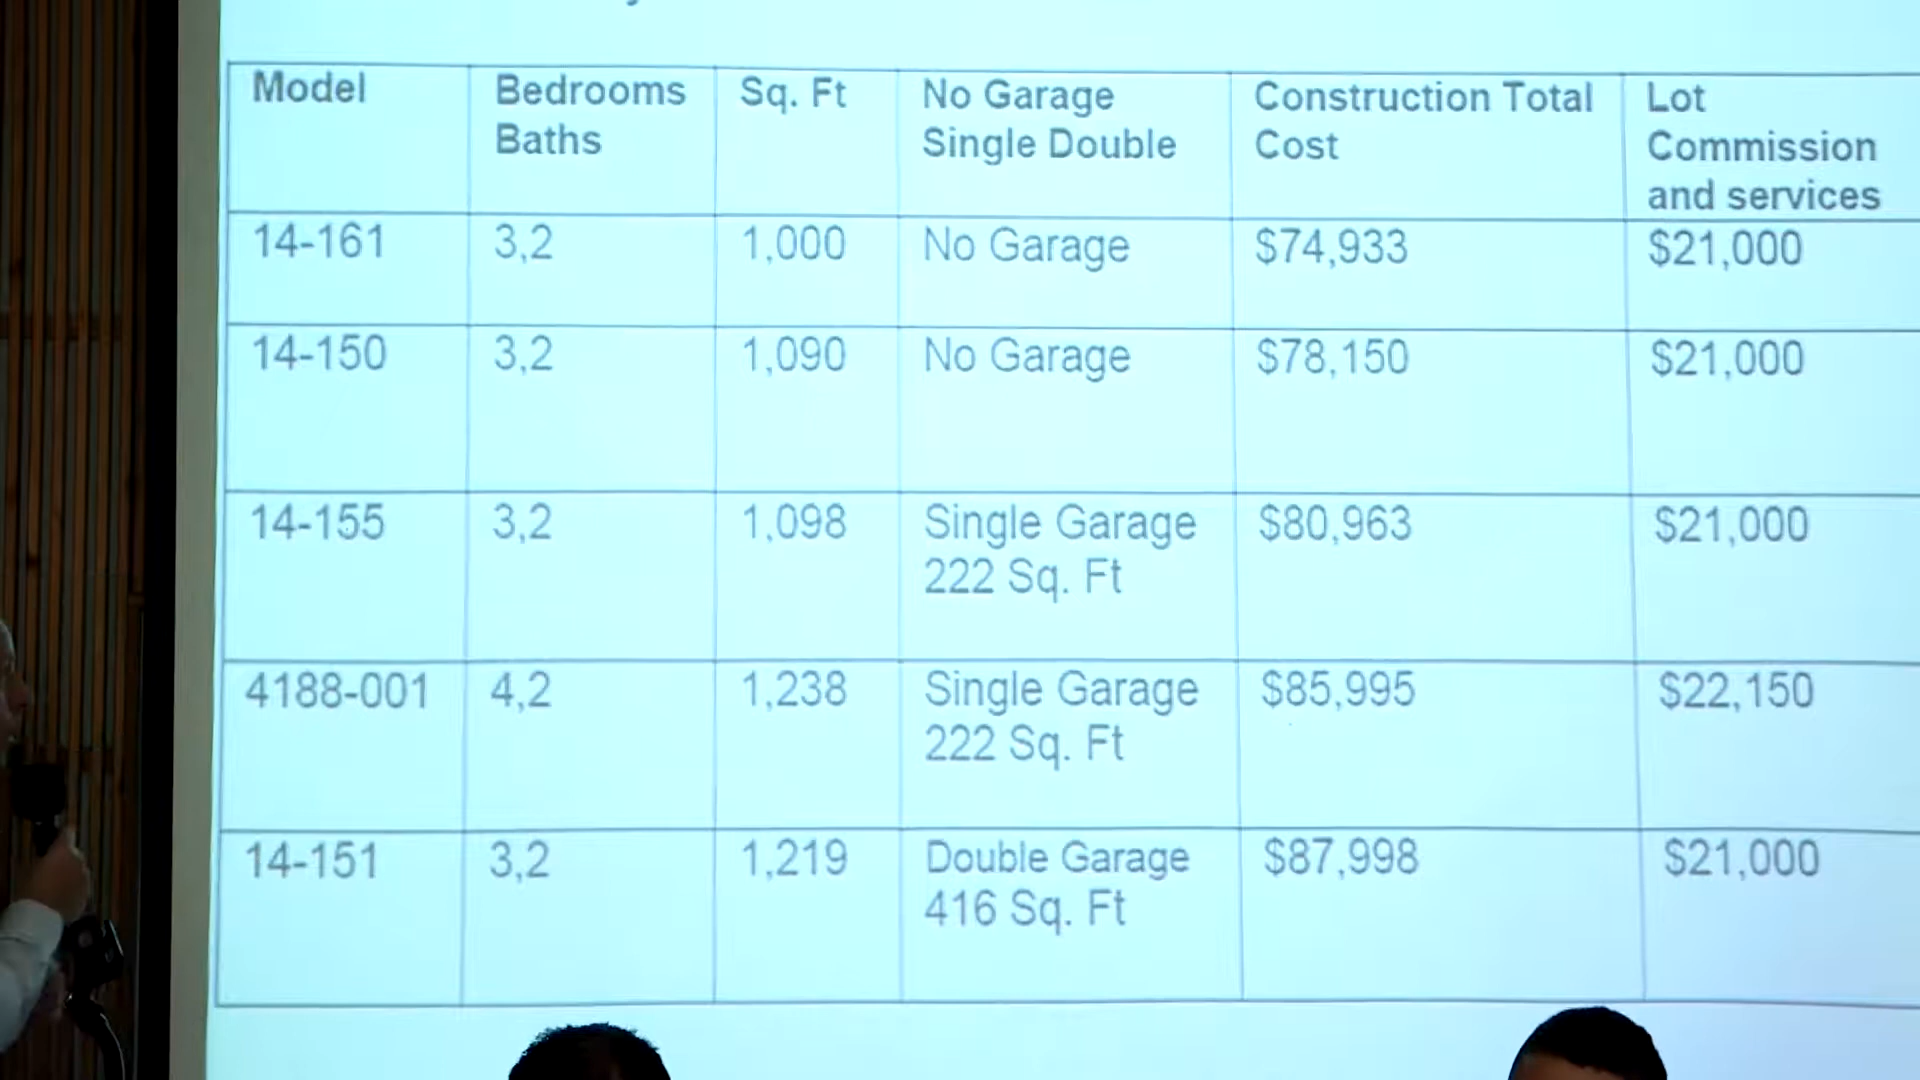 Model Bedrooms Sq. Ft No Garage Construction Total Lot
Baths Single Double Cost Commission
and services
14-161 3,2 1,000 No Garage $74,933 $21,000
14-150 3,2 1,090 No Garage $78,150 $21,000
14-155 3,2 1,098 Single Garage $80,963 $21,000
222 Sq. Ft
4188-001 4,2 1,238 Single Garage $85,995 $22,150
222 Sq. Ft
14-151 3,2 1,219 Double Garage $87,998 $21,000
416 Sq. Ft